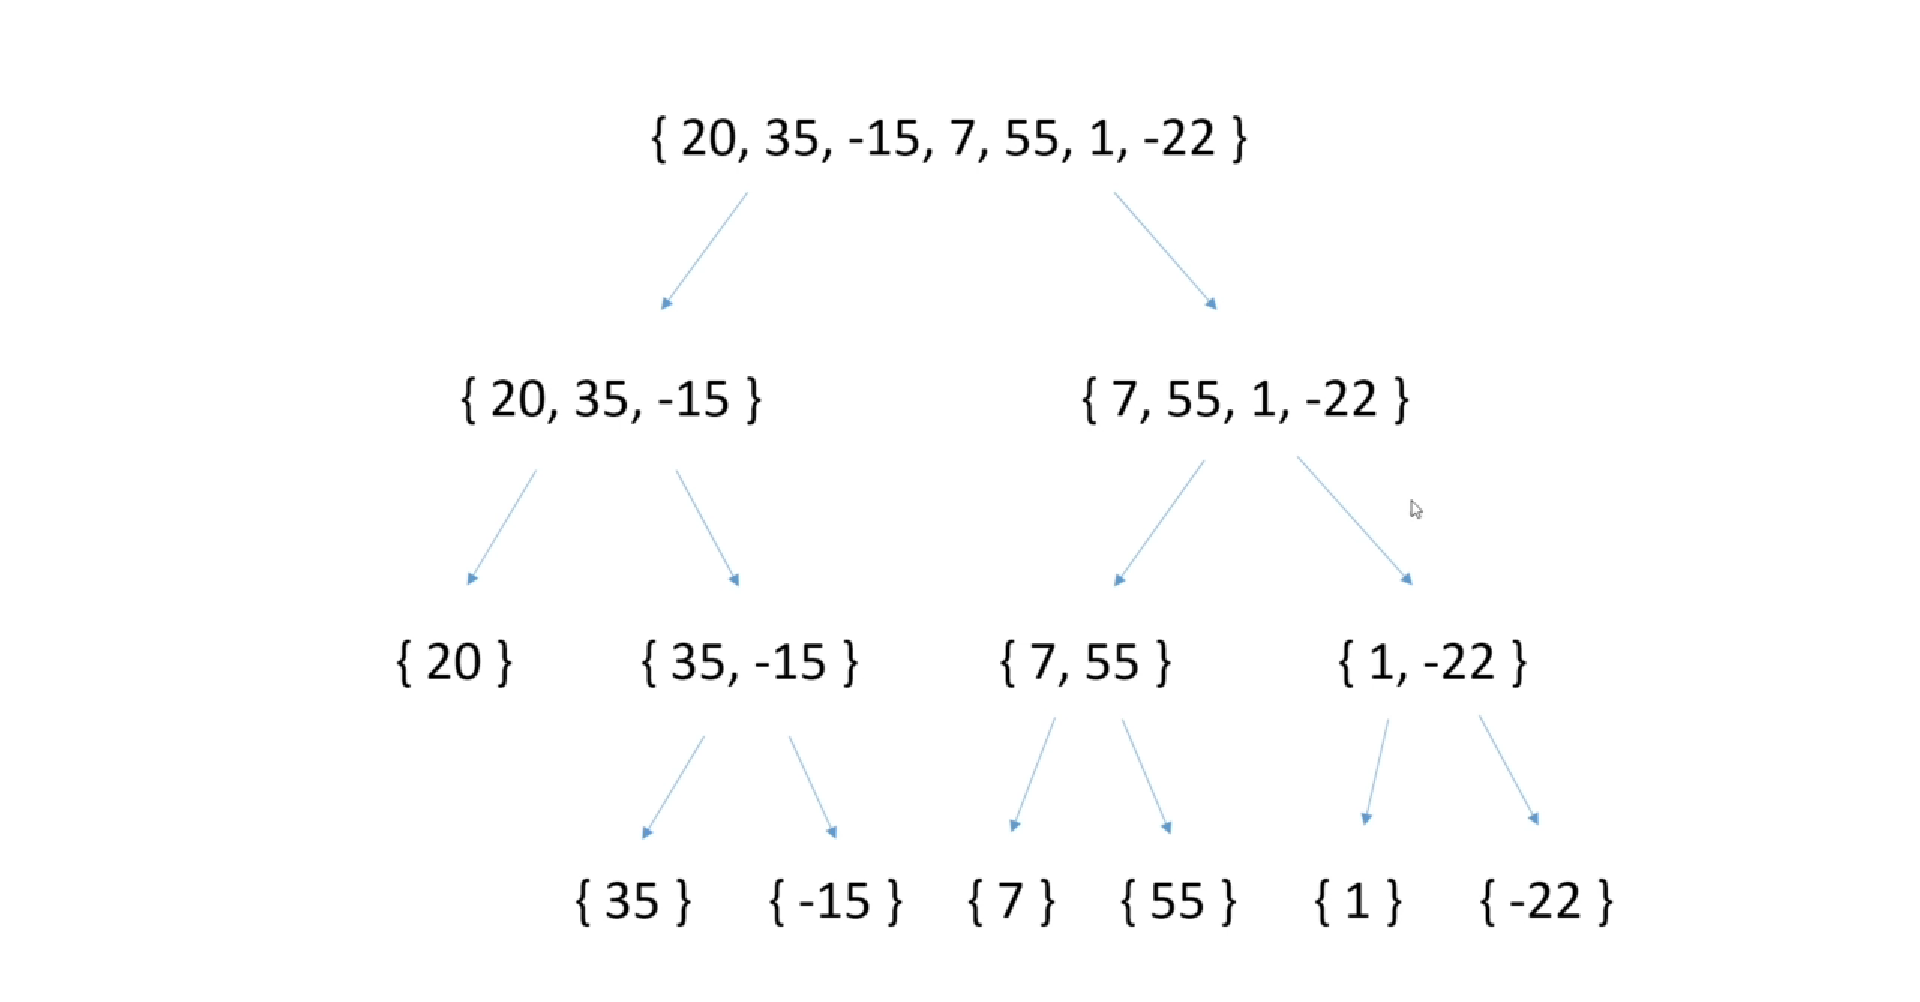 { 20, 35, -15, 7, 55, 1, -22 }
{ 20, 35, -15 } { 7, 55, 1, -22 }
{ 20 } { 35, -15 } { 7, 55 } { 1, -22 }
{ 35 } { -15 } { 7 } { 55 } { 1 } { -22 }